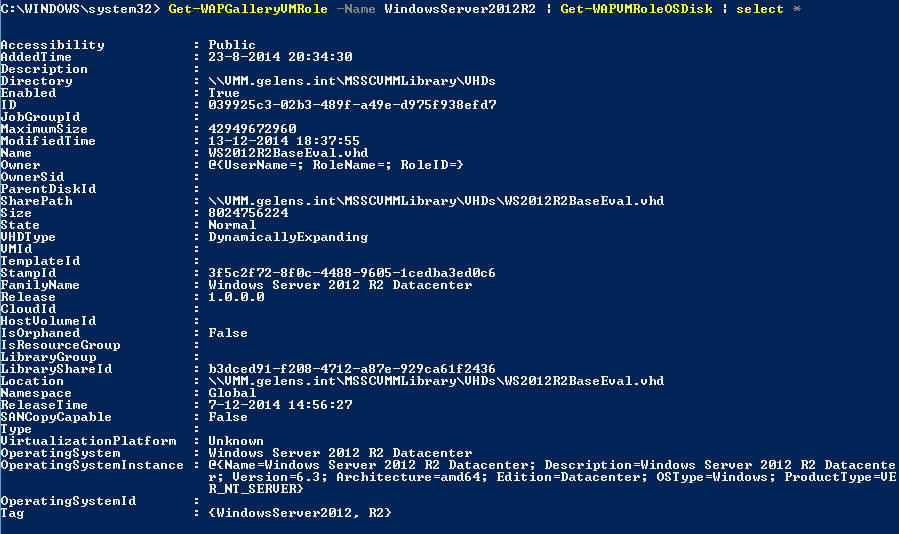 C:\WINDOWS\system32> Get-WAPGalleryVMRole -Name WindowsServer2012R2 | Get-WAPVMRoleOSDisk | select *
Accessibility : Public
AddedTime : 23-8-2014 20:34:30
Description :
Directory : \\VMM.gelens.int\MSSCVMMLibrary\VHDs
Enabled : True
ID : 039925c3-02b3-489f-a49e-d975f938efd7
JobGroupId :
MaximumSize : 42949672960
ModifiedTime : 13-12-2014 18:37:55
Name : WS2012R2BaseEval.vhd
Owner : @{UserName=; RoleName=; RoleID=}
OwnerSid :
ParentDiskId :
SharePath : \\VMM.gelens.int\MSSCVMMLibrary\VHDs\WS2012R2BaseEval.vhd
Size : 8024756224
State : Normal
VHDType : DynamicallyExpanding
VMId :
TemplateId :
StampId : 3f5c2f72-8f0c-4488-9605-1cedba3ed0c6
FamilyName : Windows Server 2012 R2 Datacenter
Release : 1.0.0.0
CloudId :
HostVolumeId :
IsOrphaned : False
IsResourceGroup :
LibraryGroup :
LibraryShareId : b3dced91-f208-4712-a87e-929ca61f2436
Location : \\VMM.gelens.int\MSSCVMMLibrary\VHDs\WS2012R2BaseEval.vhd
Namespace : Global
ReleaseTime : 7-12-2014 14:56:27
SANCopyCapable : False
Type :
VirtualizationPlatform : Unknown
OperatingSystem : Windows Server 2012 R2 Datacenter
OperatingSystemInstance : @{Name=Windows Server 2012 R2 Datacenter; Description=Windows Server 2012 R2 Datacente
r; Version=6.3; Architecture=amd64; Edition=Datacenter; OSType=Windows; ProductType=VE
R_NT_SERVER}
OperatingSystemId :
Tag : {WindowsServer2012, R2}